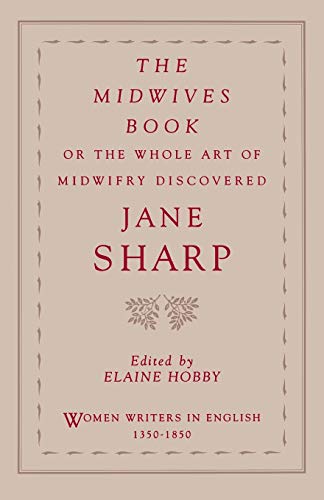 THE
MIDWIVES
BOOK
OR THE WHOLE ART OF
MIDWIFRY DISCOVERED
JANE
SHARP
Edited by
ELAINE HOBBY
WOMEN WRITERS IN ENGLISH
1350-1850